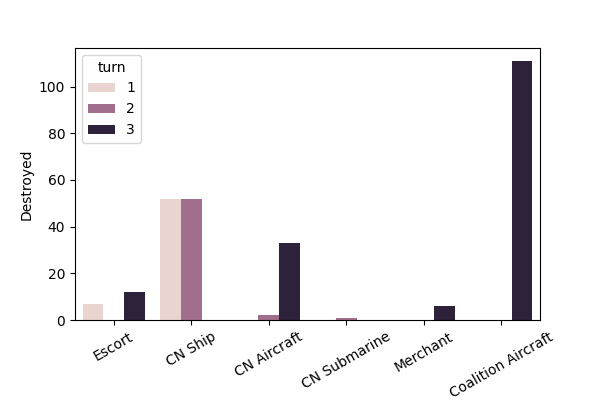 turn
1
2
3
Destroyed
100
80
60
40
20
0
Escort
CN Ship
CN Aircraft
CN Submarine
Merchant
Coalition Aircraft